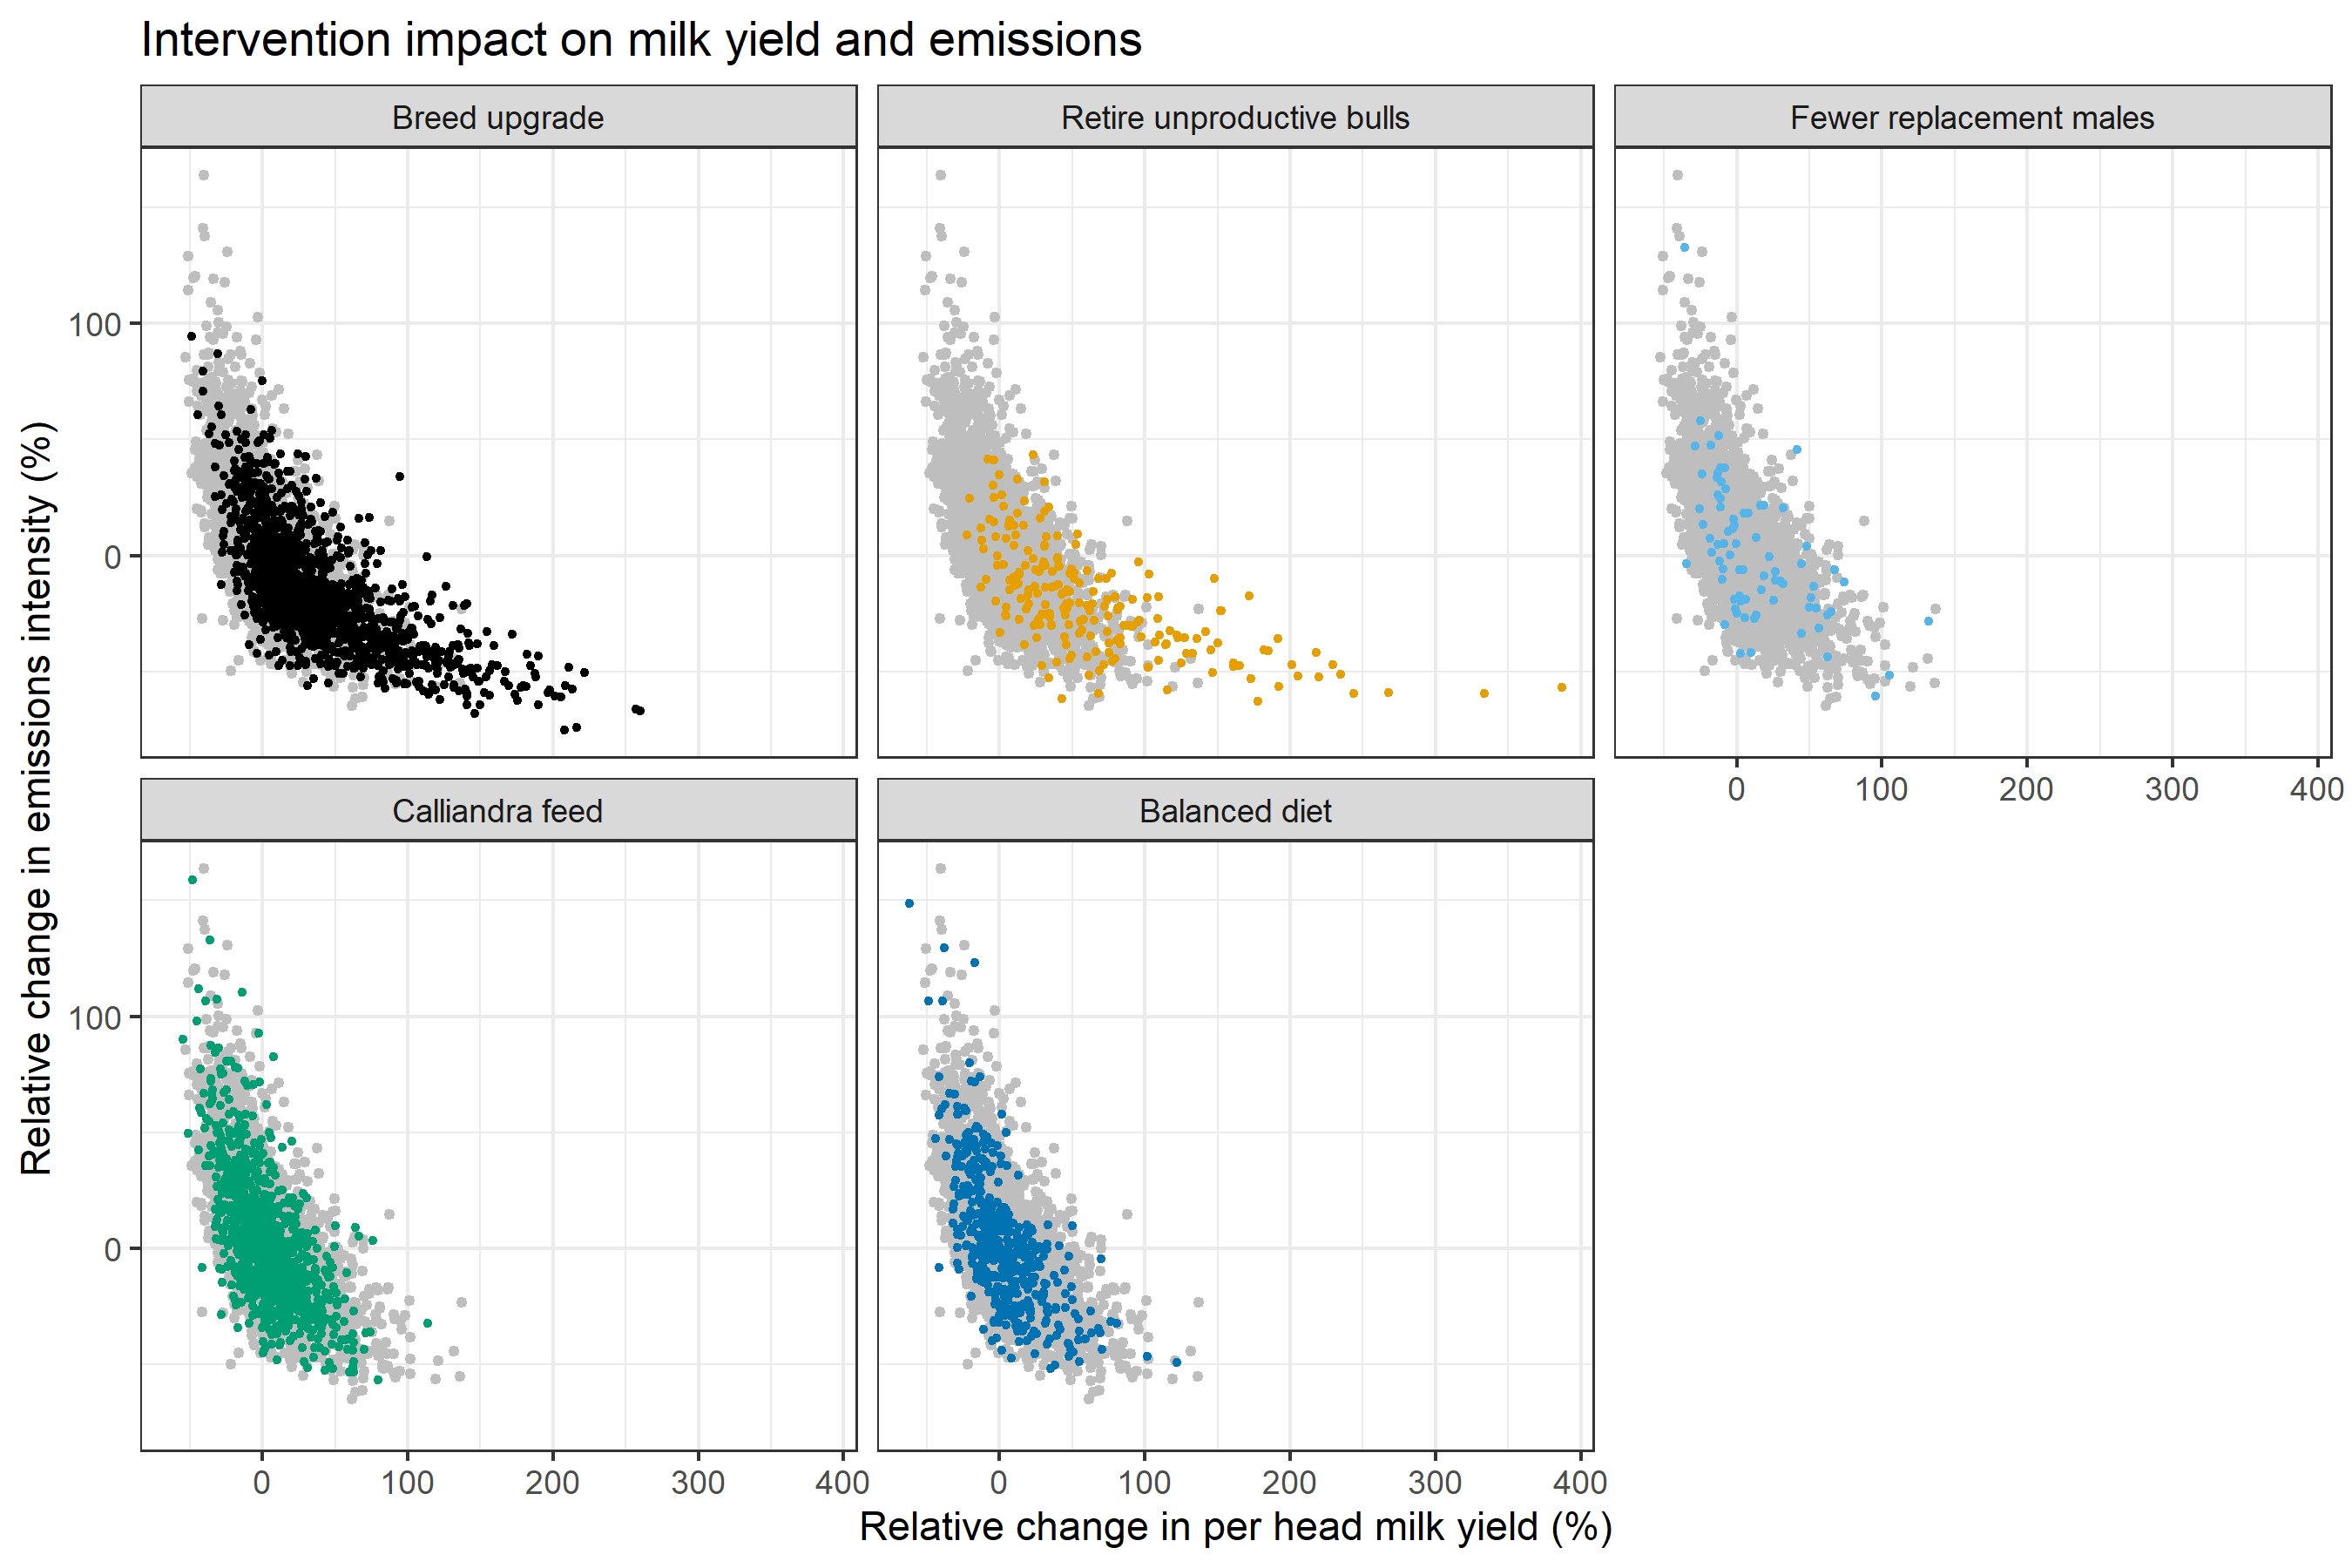 Intervention impact on milk yield and emissions
Breed upgrade
Retire unproductive bulls
Fewer replacement males
100
0
0 100 200 300 400
Calliandra feed
Balanced diet
100
0
0 100 200 300 400
0 100 200 300 400
Relative change in emissions intensity (%)
Relative change in per head milk yield (%)